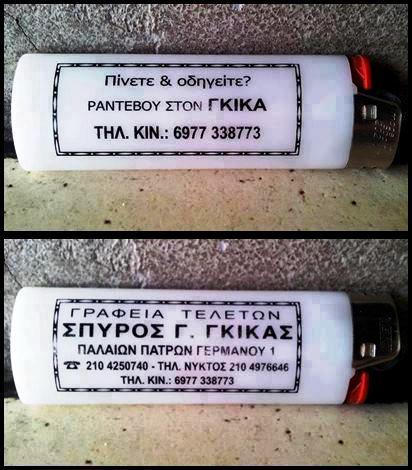 Πίνετε & οδηγείτε?
ΡΑΝΤΕΒΟΥ ΣΤΟΝ ΓΚΙΚΑ
ΤΗΛ. ΚΙΝ.: 6977 338773
ΓΡΑΦΕΙΑ ΤΕΛΕΤΩΝ
ΣΠΥΡΟΣ Γ. ΓΚΙΚΑΣ
ΠΑΛΑΙΩΝ ΠΑΤΡΩΝ ΓΕΡΜΑΝΟΥ 1
☎ 210 4250740 - ΤΗΛ. ΝΥΚΤΟΣ 210 4976646
ΤΗΛ. ΚΙΝ.: 6977 338773